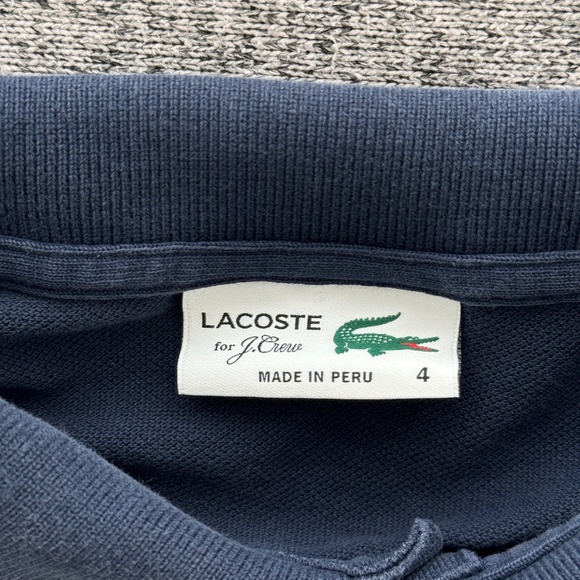 LACOSTE
for J.Crew
MADE IN PERU 4